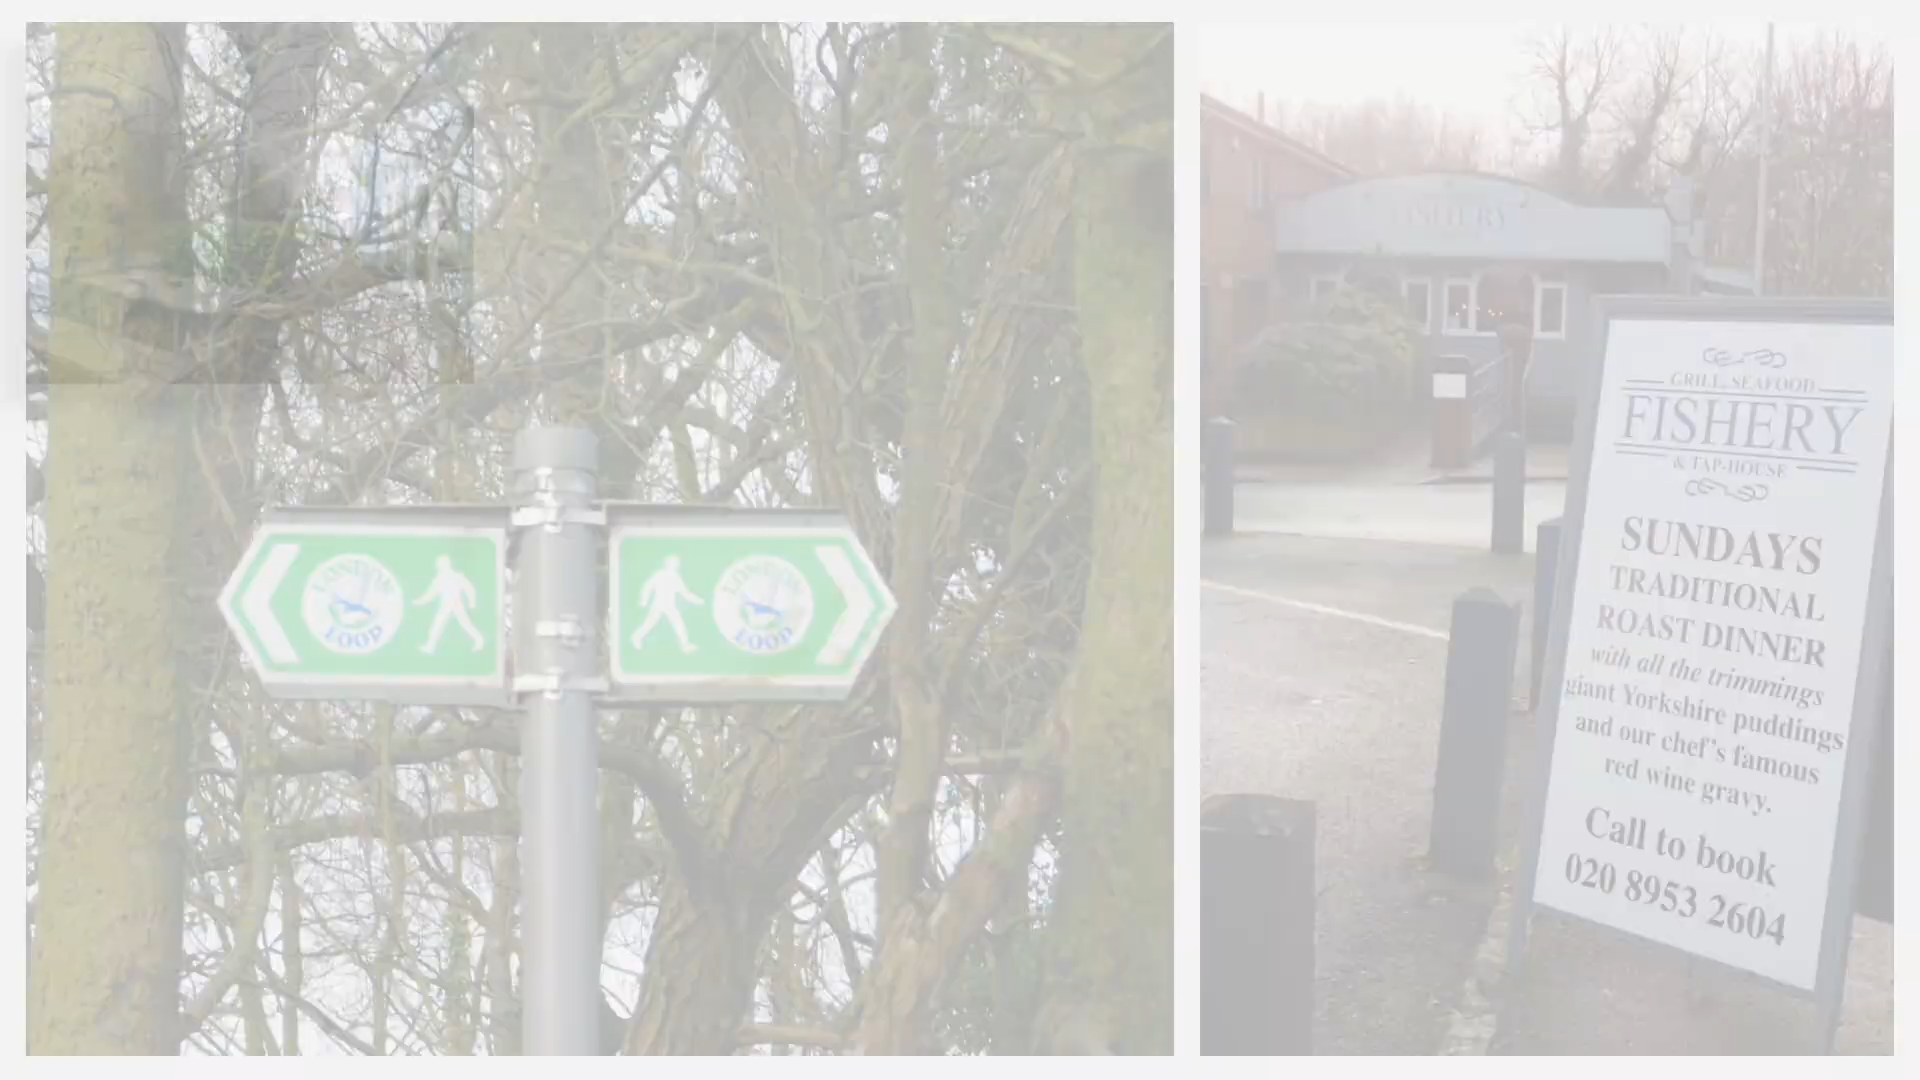 LONDON
LOOP
LONDON
LOOP
FISHERY
GRILL, SEAFOOD
FISHERY
& TAP-HOUSE
SUNDAYS
TRADITIONAL
ROAST DINNER
with all the trimmings
giant Yorkshire puddings
and our chef's famous
red wine gravy.
Call to book
020 8953 2604